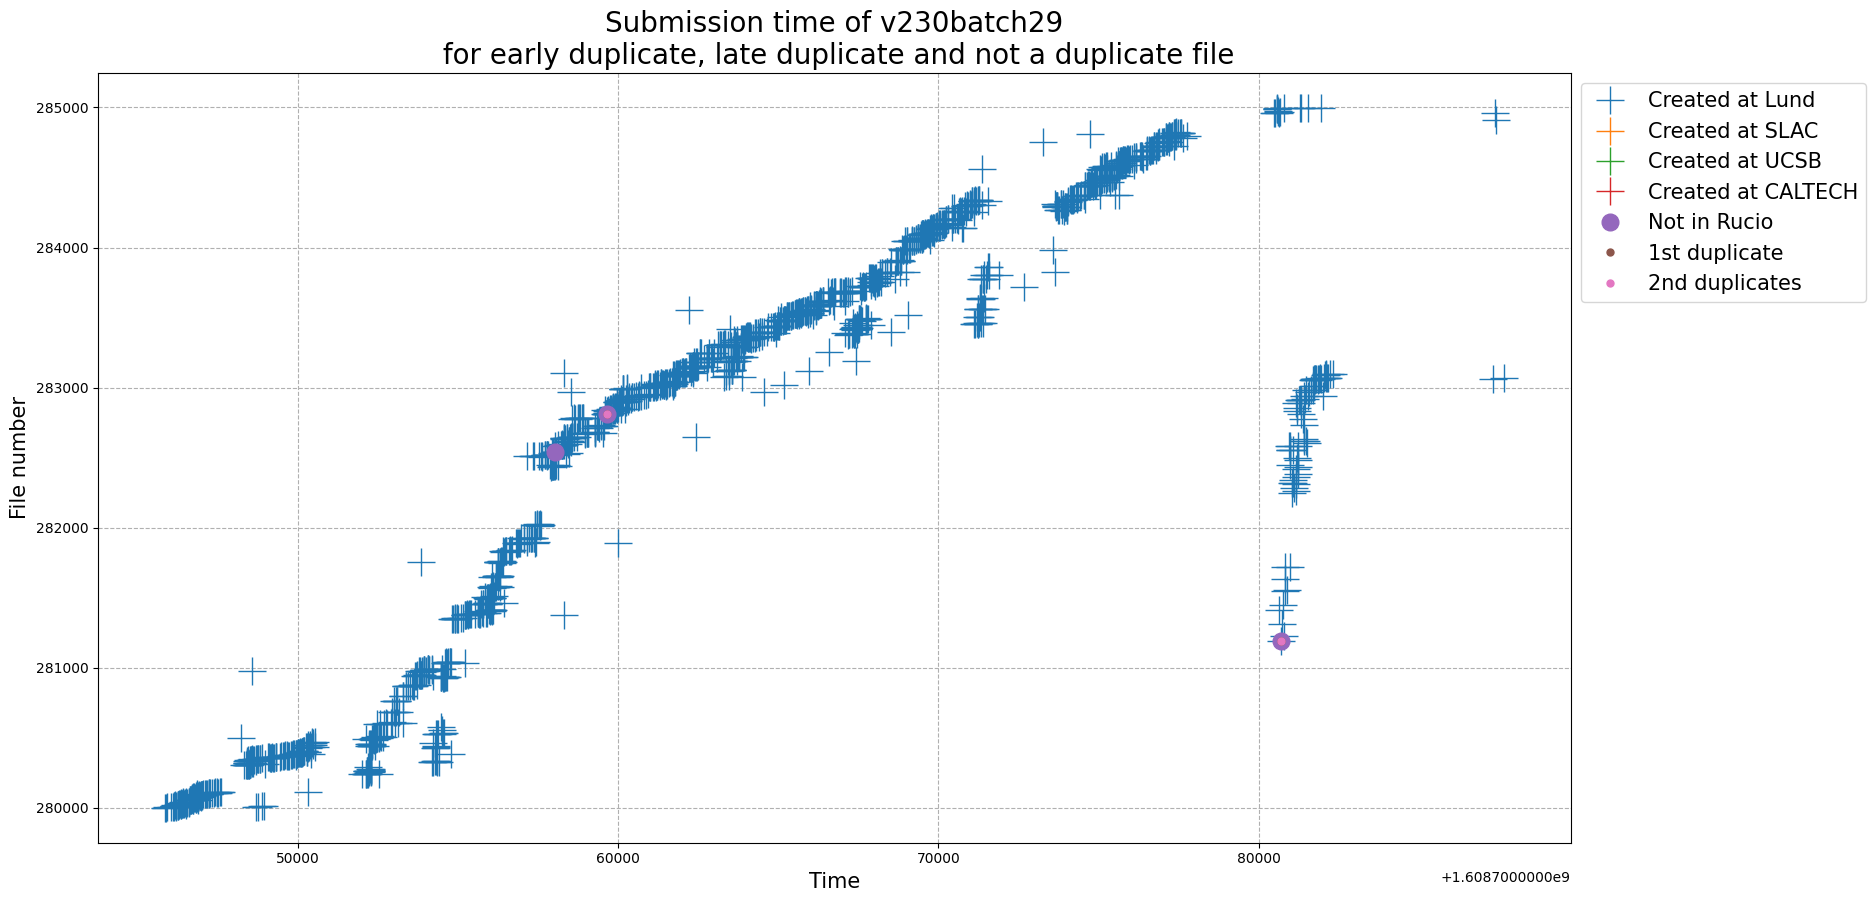 Submission time of v230batch29
for early duplicate, late duplicate and not a duplicate file
285000
284000
283000
282000
281000
280000
File number
50000
60000
70000
80000
Time
+1.6087000000e9
Created at Lund
Created at SLAC
Created at UCSB
Created at CALTECH
Not in Rucio
1st duplicate
2nd duplicates